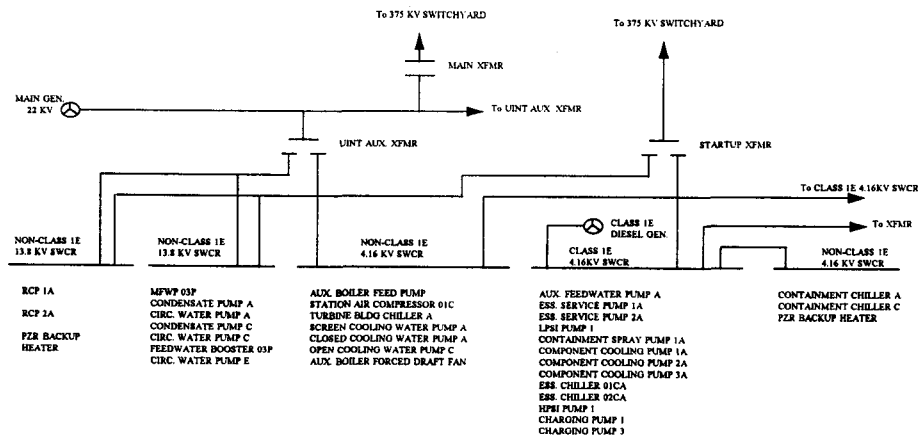 To 375 KV SWITCHYARD
To 375 KV SWITCHYARD
MAIN XFMR
MAIN GEN.
22 KV
To UINT AUX. XFMR
UINT AUX. XFMR
STARTUP XFMR
To CLASS 1E 4.16KV SWCR
CLASS 1E
DIESEL GEN.
To XFMR
NON-CLASS 1E
13.8 KV SWCR
NON-CLASS 1E
13.8 KV SWCR
NON-CLASS 1E
4.16 KV SWCR
CLASS 1E
4.16KV SWCR
NON-CLASS 1E
4.16 KV SWCR
RCP 1A
RCP 2A
PZR BACKUP
HEATER
MFWP 03P
CONDENSATE PUMP A
CIRC. WATER PUMP A
CONDENSATE PUMP C
CIRC. WATER PUMP C
FEEDWATER BOOSTER 03P
CIRC. WATER PUMP E
AUX. BOILER FEED PUMP
STATION AIR COMPRESSOR 01C
TURBINE BLDG CHILLER A
SCREEN COOLING WATER PUMP A
CLOSED COOLING WATER PUMP A
OPEN COOLING WATER PUMP C
AUX. BOILER FORCED DRAFT FAN
AUX. FEEDWATER PUMP A
ESS. SERVICE PUMP 1A
ESS. SERVICE PUMP 2A
LPSI PUMP 1
CONTAINMENT SPRAY PUMP 1A
COMPONENT COOLING PUMP 1A
COMPONENT COOLING PUMP 2A
COMPONENT COOLING PUMP 3A
ESS. CHILLER 01CA
ESS. CHILLER 02CA
HPSI PUMP 1
CHARGING PUMP 1
CHARGING PUMP 3
CONTAINMENT CHILLER A
CONTAINMENT CHILLER C
PZR BACKUP HEATER